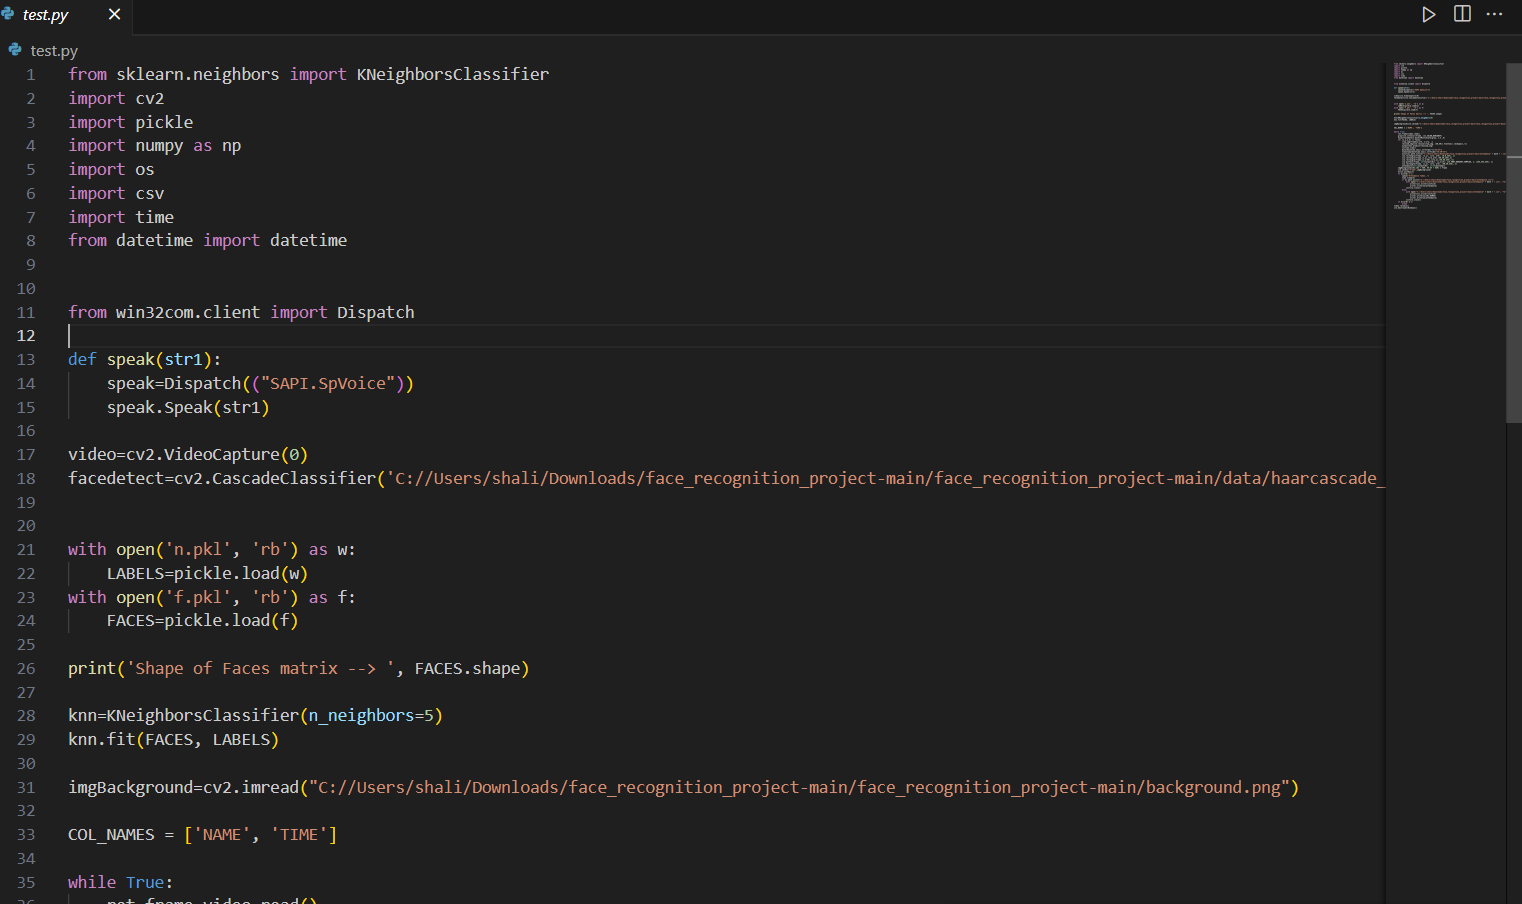 test.py
test.py
1 from sklearn.neighbors import KNeighborsClassifier
2 import cv2
3 import pickle
4 import numpy as np
5 import os
6 import csv
7 import time
8 from datetime import datetime
9
10
11 from win32com.client import Dispatch
12
13 def speak(str1):
14     speak=Dispatch(("SAPI.SpVoice"))
15     speak.Speak(str1)
16
17 video=cv2.VideoCapture(0)
18 facedetect=cv2.CascadeClassifier('C://Users/shali/Downloads/face_recognition_project-main/face_recognition_project-main/data/haarcascade_
19
20
21 with open('n.pkl', 'rb') as w:
22     LABELS=pickle.load(w)
23 with open('f.pkl', 'rb') as f:
24     FACES=pickle.load(f)
25
26 print('Shape of Faces matrix --> ', FACES.shape)
27
28 knn=KNeighborsClassifier(n_neighbors=5)
29 knn.fit(FACES, LABELS)
30
31 imgBackground=cv2.imread("C://Users/shali/Downloads/face_recognition_project-main/face_recognition_project-main/background.png")
32
33 COL_NAMES = ['NAME', 'TIME']
34
35 while True: